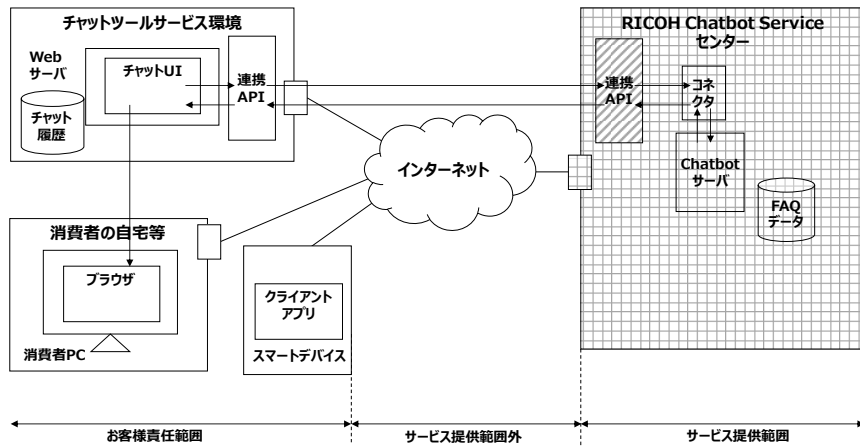 チャットツールサービス環境
Web
サーバ
チャットUI
チャット
履歴
連携
API
インターネット
消費者の自宅等
ブラウザ
消費者PC
クライアント
アプリ
スマートデバイス
RICOH Chatbot Service
センター
連携
API
コネ
クタ
Chatbot
サーバ
FAQ
データ
お客様責任範囲
サービス提供範囲外
サービス提供範囲